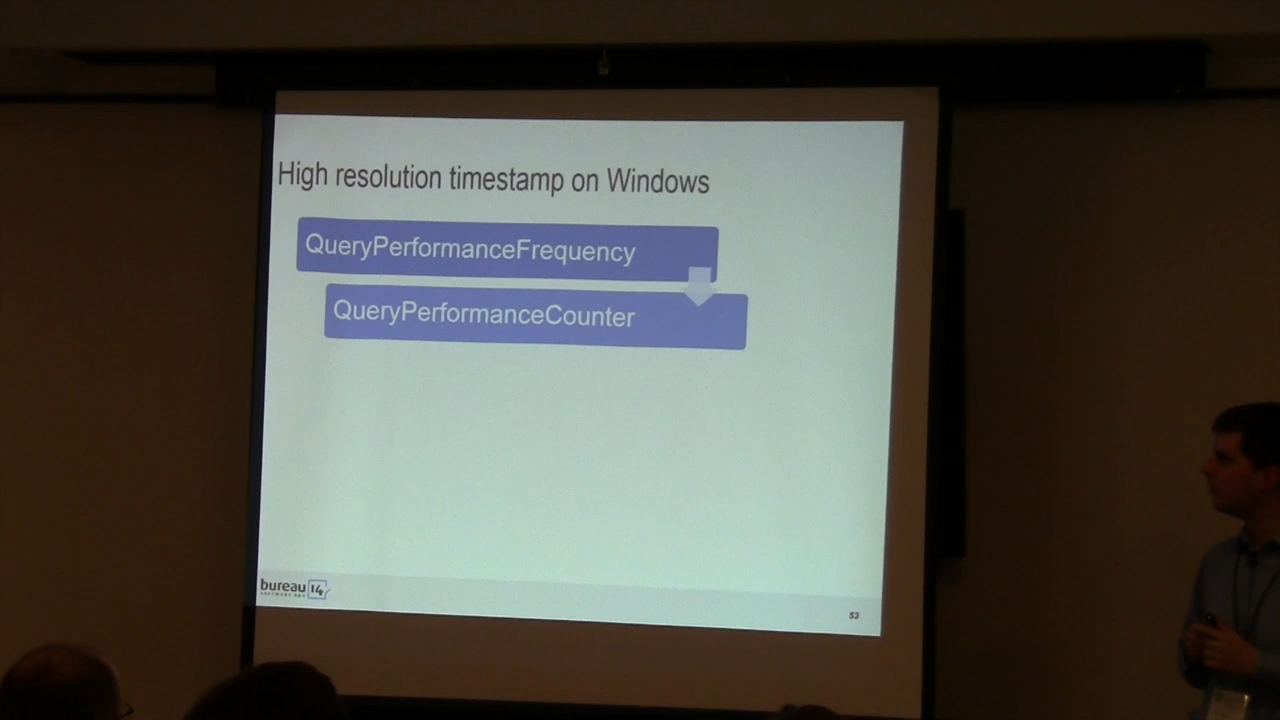 High resolution timestamp on Windows
QueryPerformanceFrequency
QueryPerformanceCounter
bureau 14
53